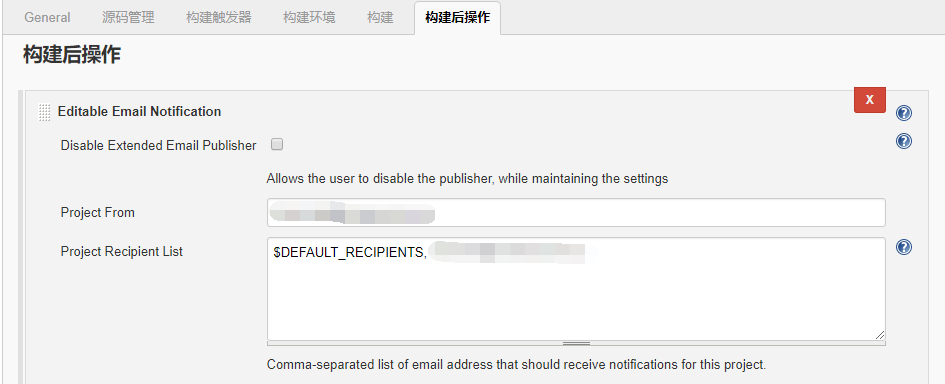 General 源码管理 构建触发器 构建环境 构建 构建后操作
构建后操作
Editable Email Notification
X
?
Disable Extended Email Publisher
?
Allows the user to disable the publisher, while maintaining the settings
Project From
Project Recipient List
$DEFAULT_RECIPIENTS,
?
Comma-separated list of email address that should receive notifications for this project.